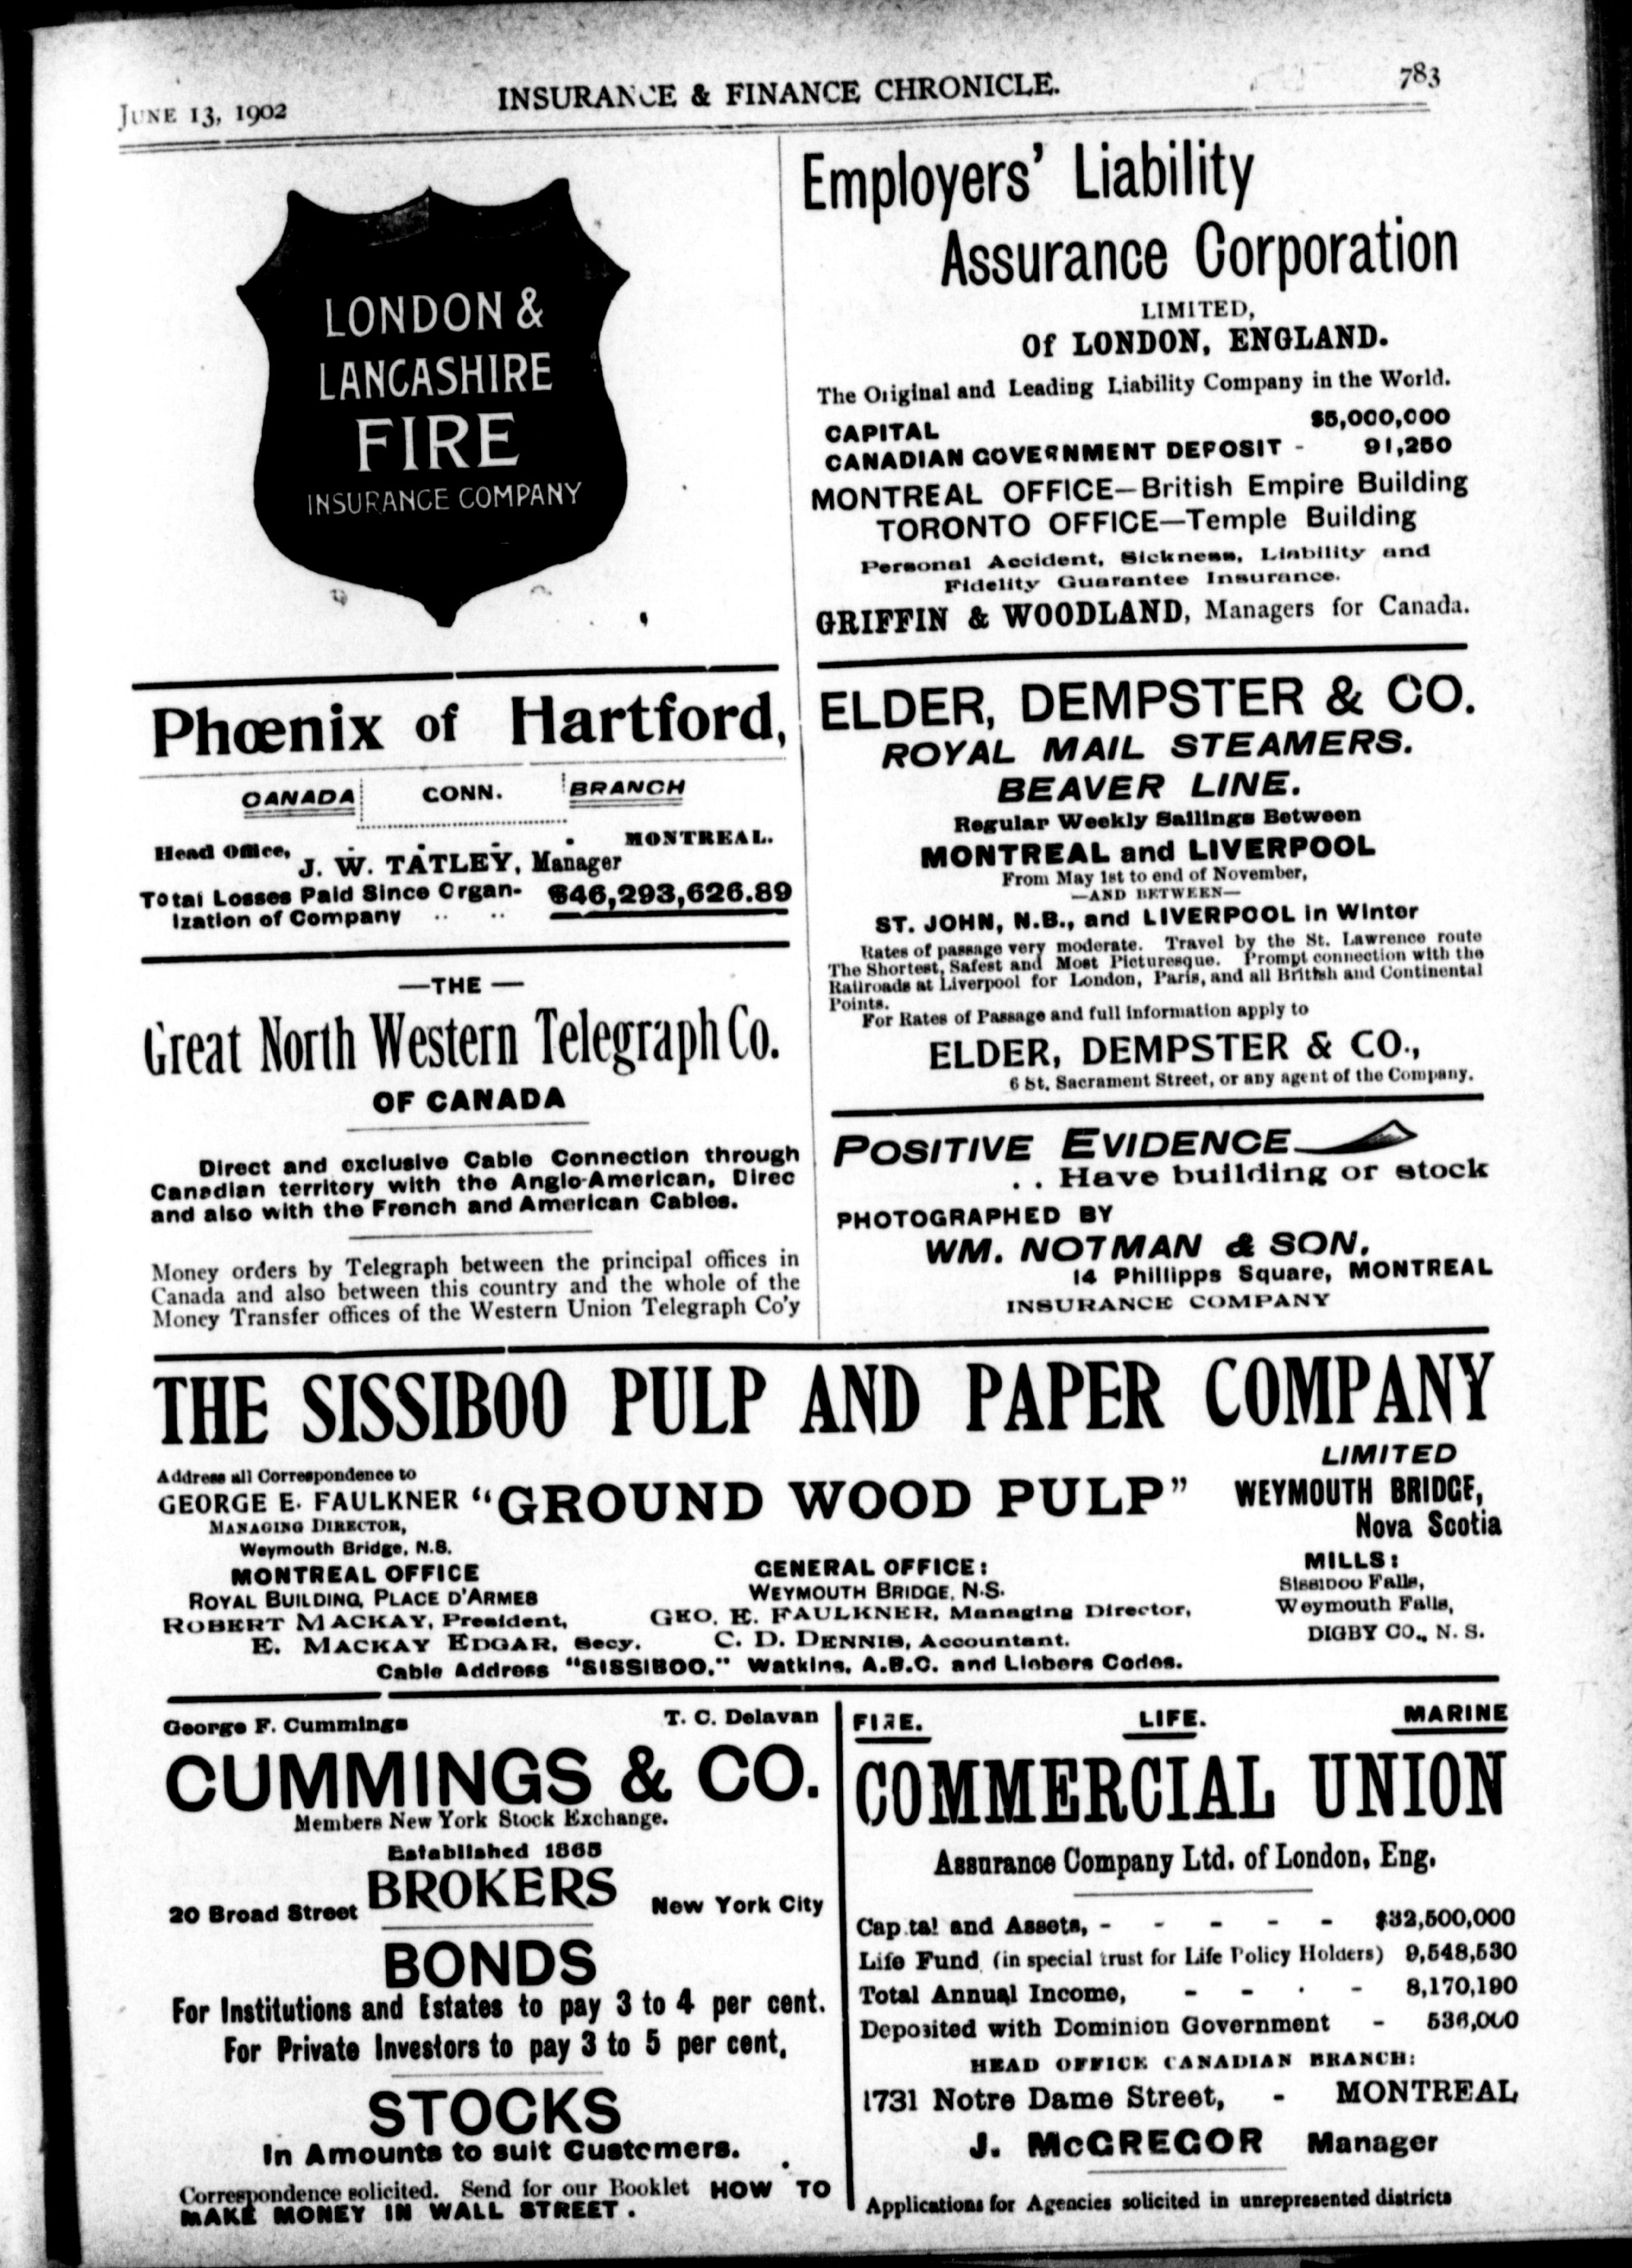 JUNE 13, 1902
INSURANCE & FINANCE CHRONICLE.
783
LONDON &
LANCASHIRE
FIRE
INSURANCE COMPANY
Phœnix of Hartford,
CANADA CONN. BRANCH
Head Office, - - - - MONTREAL.
J. W. TATLEY, Manager
Total Losses Paid Since Organ- $46,293,626.89
ization of Company
—THE—
Great North Western Telegraph Co.
OF CANADA
Direct and exclusive Cable Connection through
Canadian territory with the Anglo-American, Direc
and also with the French and American Cables.
Money orders by Telegraph between the principal offices in
Canada and also between this country and the whole of the
Money Transfer offices of the Western Union Telegraph Co'y
Employers' Liability
Assurance Corporation
LIMITED,
Of LONDON, ENGLAND.
The Original and Leading Liability Company in the World.
CAPITAL $5,000,000
CANADIAN GOVERNMENT DEPOSIT - 91,250
MONTREAL OFFICE—British Empire Building
TORONTO OFFICE—Temple Building
Personal Accident, Sickness, Liability and
Fidelity Guarantee Insurance.
GRIFFIN & WOODLAND, Managers for Canada.
ELDER, DEMPSTER & CO.
ROYAL MAIL STEAMERS.
BEAVER LINE.
Regular Weekly Sailings Between
MONTREAL and LIVERPOOL
From May 1st to end of November,
—AND BETWEEN—
ST. JOHN, N.B., and LIVERPOOL in Winter
Rates of passage very moderate. Travel by the St. Lawrence route
The Shortest, Safest and Most Picturesque. Prompt connection with the
Railroads at Liverpool for London, Paris, and all British and Continental
Points.
For Rates of Passage and full information apply to
ELDER, DEMPSTER & CO.,
6 St. Sacrament Street, or any agent of the Company.
POSITIVE EVIDENCE
. . Have building or stock
PHOTOGRAPHED BY
WM. NOTMAN & SON,
14 Phillipps Square, MONTREAL
INSURANCE COMPANY
THE SISSIBOO PULP AND PAPER COMPANY
LIMITED
Address all Correspondence to
GEORGE E. FAULKNER
MANAGING DIRECTOR,
Weymouth Bridge, N.S.
"GROUND WOOD PULP"
WEYMOUTH BRIDGE,
Nova Scotia
MONTREAL OFFICE
ROYAL BUILDING, PLACE D'ARMES
ROBERT MACKAY, President,
E. MACKAY EDGAR, Secy.
GENERAL OFFICE:
WEYMOUTH BRIDGE, N.S.
GEO. E. FAULKNER, Managing Director,
C. D. DENNIS, Accountant.
MILLS:
Sissiboo Falls,
Weymouth Falls,
DIGBY CO., N. S.
Cable Address "SISSIBOO." Watkins, A.B.C. and Liebers Codes.
George F. Cummings T. C. Delavan
CUMMINGS & CO.
Members New York Stock Exchange.
Established 1865
20 Broad Street BROKERS New York City
BONDS
For Institutions and Estates to pay 3 to 4 per cent.
For Private Investors to pay 3 to 5 per cent,
STOCKS
In Amounts to suit Customers.
Correspondence solicited. Send for our Booklet HOW TO
MAKE MONEY IN WALL STREET.
FIRE. LIFE. MARINE
COMMERCIAL UNION
Assurance Company Ltd. of London, Eng.
Capital and Assets, - - - - - $32,500,000
Life Fund (in special trust for Life Policy Holders) 9,548,530
Total Annual Income, - - - - 8,170,190
Deposited with Dominion Government - 536,000
HEAD OFFICE CANADIAN BRANCH:
1731 Notre Dame Street, - MONTREAL
J. McGREGOR Manager
Applications for Agencies solicited in unrepresented districts